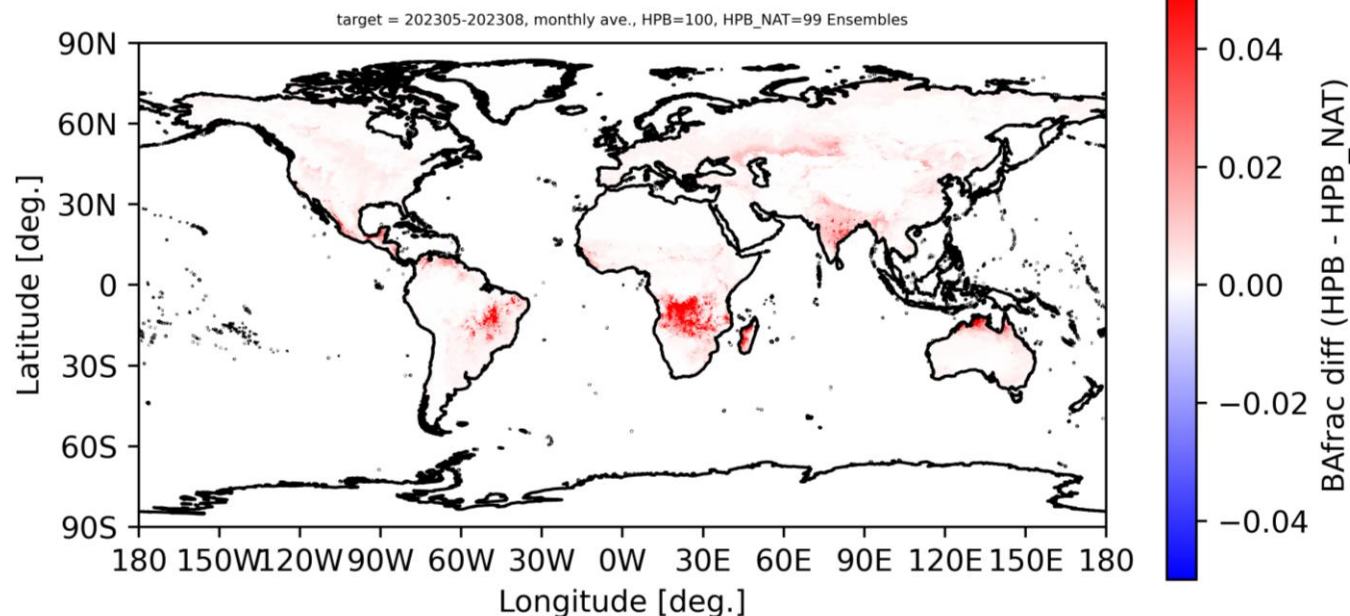 target = 202305-202308, monthly ave., HPB=100, HPB_NAT=99 Ensembles
90N
60N
30N
0
30S
60S
90S
Latitude [deg.]
180 150W 120W 90W 60W 30W 0W 30E 60E 90E 120E 150E 180
Longitude [deg.]
0.04
0.02
0.00
−0.02
−0.04
BAfrac diff (HPB - HPB_NAT)